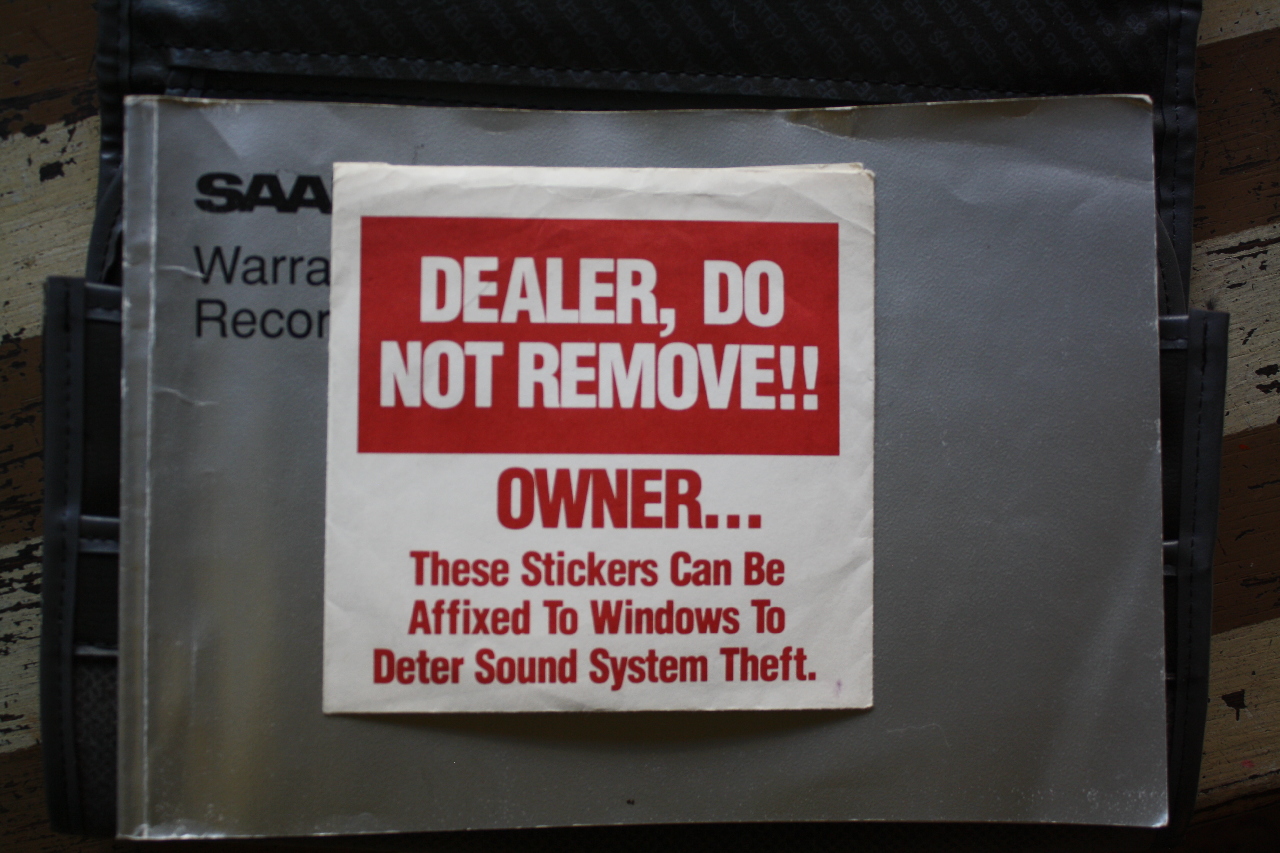 SAA
Warra
Recor
DEALER, DO
NOT REMOVE!!
OWNER...
These Stickers Can Be
Affixed To Windows To
Deter Sound System Theft.